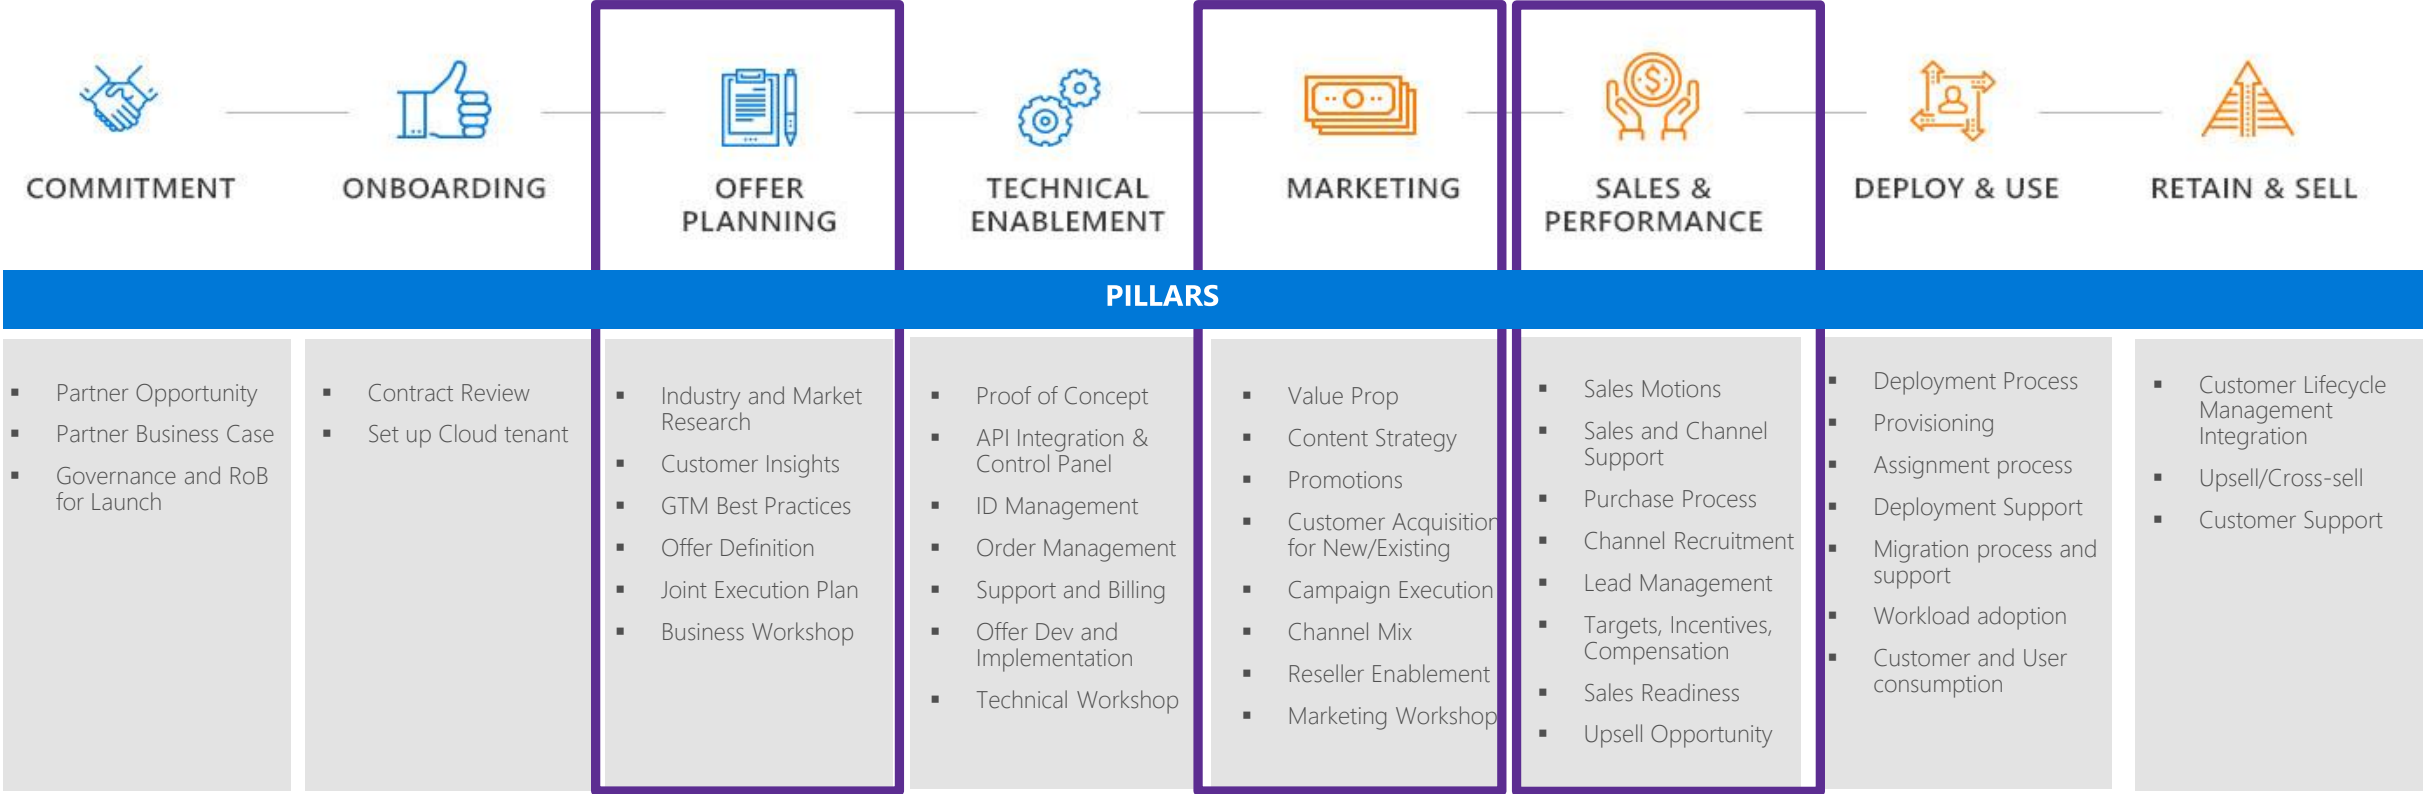 COMMITMENT
ONBOARDING
OFFER
PLANNING
TECHNICAL
ENABLEMENT
MARKETING
SALES &
PERFORMANCE
DEPLOY & USE
RETAIN & SELL
PILLARS
▪ Partner Opportunity
▪ Partner Business Case
▪ Governance and RoB
for Launch
▪ Contract Review
▪ Set up Cloud tenant
▪ Industry and Market
Research
▪ Customer Insights
▪ GTM Best Practices
▪ Offer Definition
▪ Joint Execution Plan
▪ Business Workshop
▪ Proof of Concept
▪ API Integration &
Control Panel
▪ ID Management
▪ Order Management
▪ Support and Billing
▪ Offer Dev and
Implementation
▪ Technical Workshop
▪ Value Prop
▪ Content Strategy
▪ Promotions
▪ Customer Acquisition
for New/Existing
▪ Campaign Execution
▪ Channel Mix
▪ Reseller Enablement
▪ Marketing Workshop
▪ Sales Motions
▪ Sales and Channel
Support
▪ Purchase Process
▪ Channel Recruitment
▪ Lead Management
▪ Targets, Incentives,
Compensation
▪ Sales Readiness
▪ Upsell Opportunity
▪ Deployment Process
▪ Provisioning
▪ Assignment process
▪ Deployment Support
▪ Migration process and
support
▪ Workload adoption
▪ Customer and User
consumption
▪ Customer Lifecycle
Management
Integration
▪ Upsell/Cross-sell
▪ Customer Support